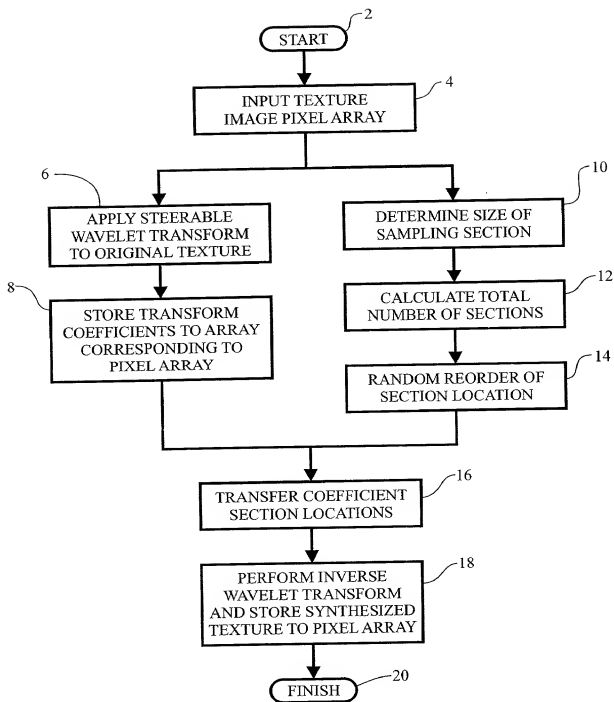 2
START
4
INPUT TEXTURE
IMAGE PIXEL ARRAY
6
APPLY STEERABLE
WAVELET TRANSFORM
TO ORIGINAL TEXTURE
8
STORE TRANSFORM
COEFFICIENTS TO ARRAY
CORRESPONDING TO
PIXEL ARRAY
10
DETERMINE SIZE OF
SAMPLING SECTION
12
CALCULATE TOTAL
NUMBER OF SECTIONS
14
RANDOM REORDER OF
SECTION LOCATION
16
TRANSFER COEFFICIENT
SECTION LOCATIONS
18
PERFORM INVERSE
WAVELET TRANSFORM
AND STORE SYNTHESIZED
TEXTURE TO PIXEL ARRAY
20
FINISH